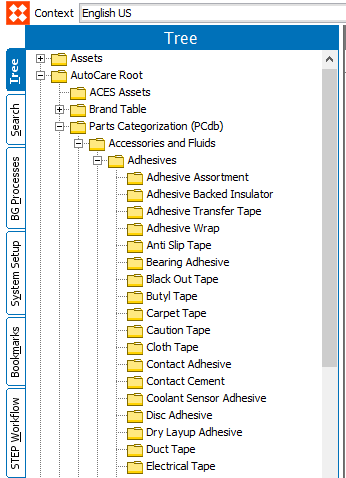 Context English US
Tree
Assets
AutoCare Root
ACES Assets
Brand Table
Parts Categorization (PCdb)
Accessories and Fluids
Adhesives
Adhesive Assortment
Adhesive Backed Insulator
Adhesive Transfer Tape
Adhesive Wrap
Anti Slip Tape
Bearing Adhesive
Black Out Tape
Butyl Tape
Carpet Tape
Caution Tape
Cloth Tape
Contact Adhesive
Contact Cement
Coolant Sensor Adhesive
Disc Adhesive
Dry Layup Adhesive
Duct Tape
Electrical Tape
Tree
Search
BG Processes
System Setup
Bookmarks
STEP Workflow